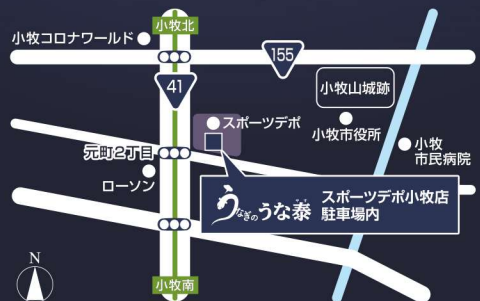 小牧北
小牧コロナワールド
155
41
小牧山城跡
スポーツデポ
小牧市役所
小牧
市民病院
元町2丁目
ローソン
うなぎのうな泰
スポーツデポ小牧店
駐車場内
N
小牧南